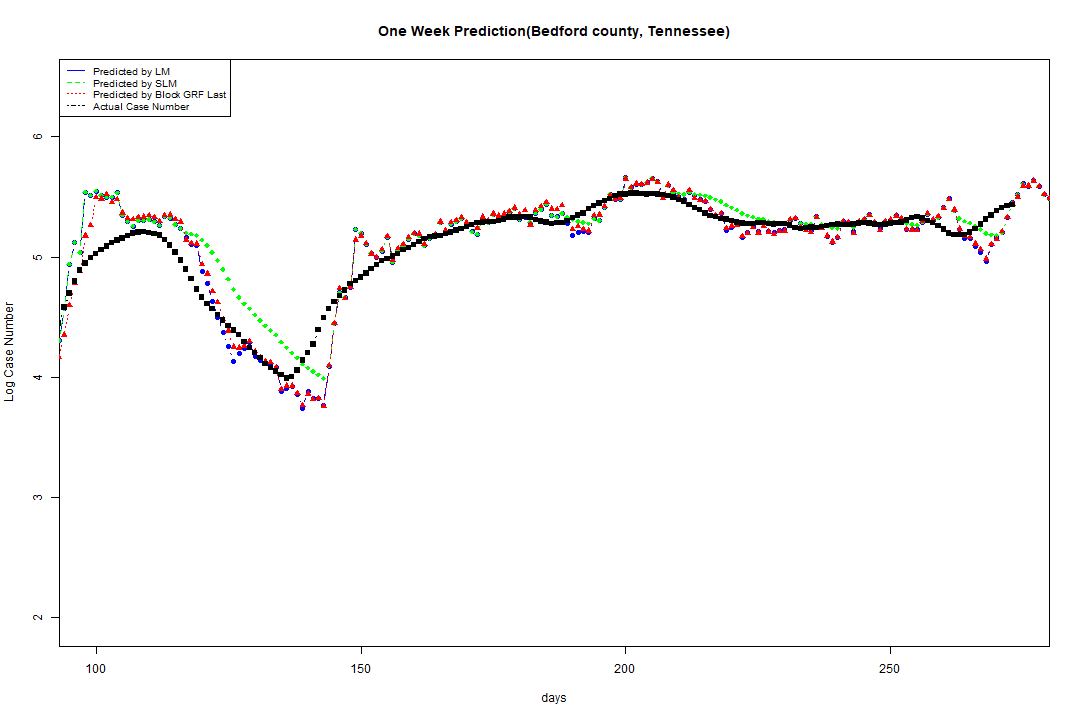 One Week Prediction(Bedford county, Tennessee)
Predicted by LM
Predicted by SLM
Predicted by Block GRF Last
Actual Case Number
6
5
4
3
2
Log Case Number
100 150 200 250
days